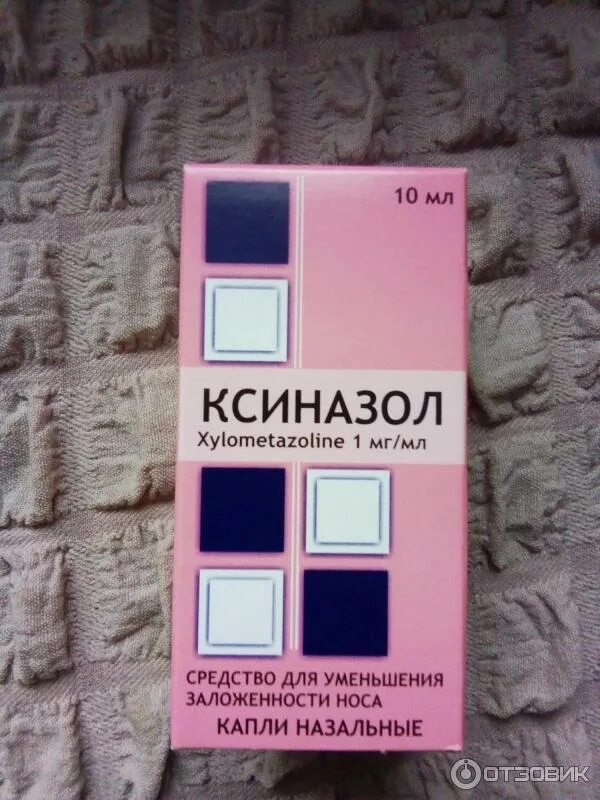 10 мл
КСИНАЗОЛ
Xylometazoline 1 мг/мл
СРЕДСТВО ДЛЯ УМЕНЬШЕНИЯ
ЗАЛОЖЕННОСТИ НОСА
КАПЛИ НАЗАЛЬНЫЕ
ОТЗОВИК